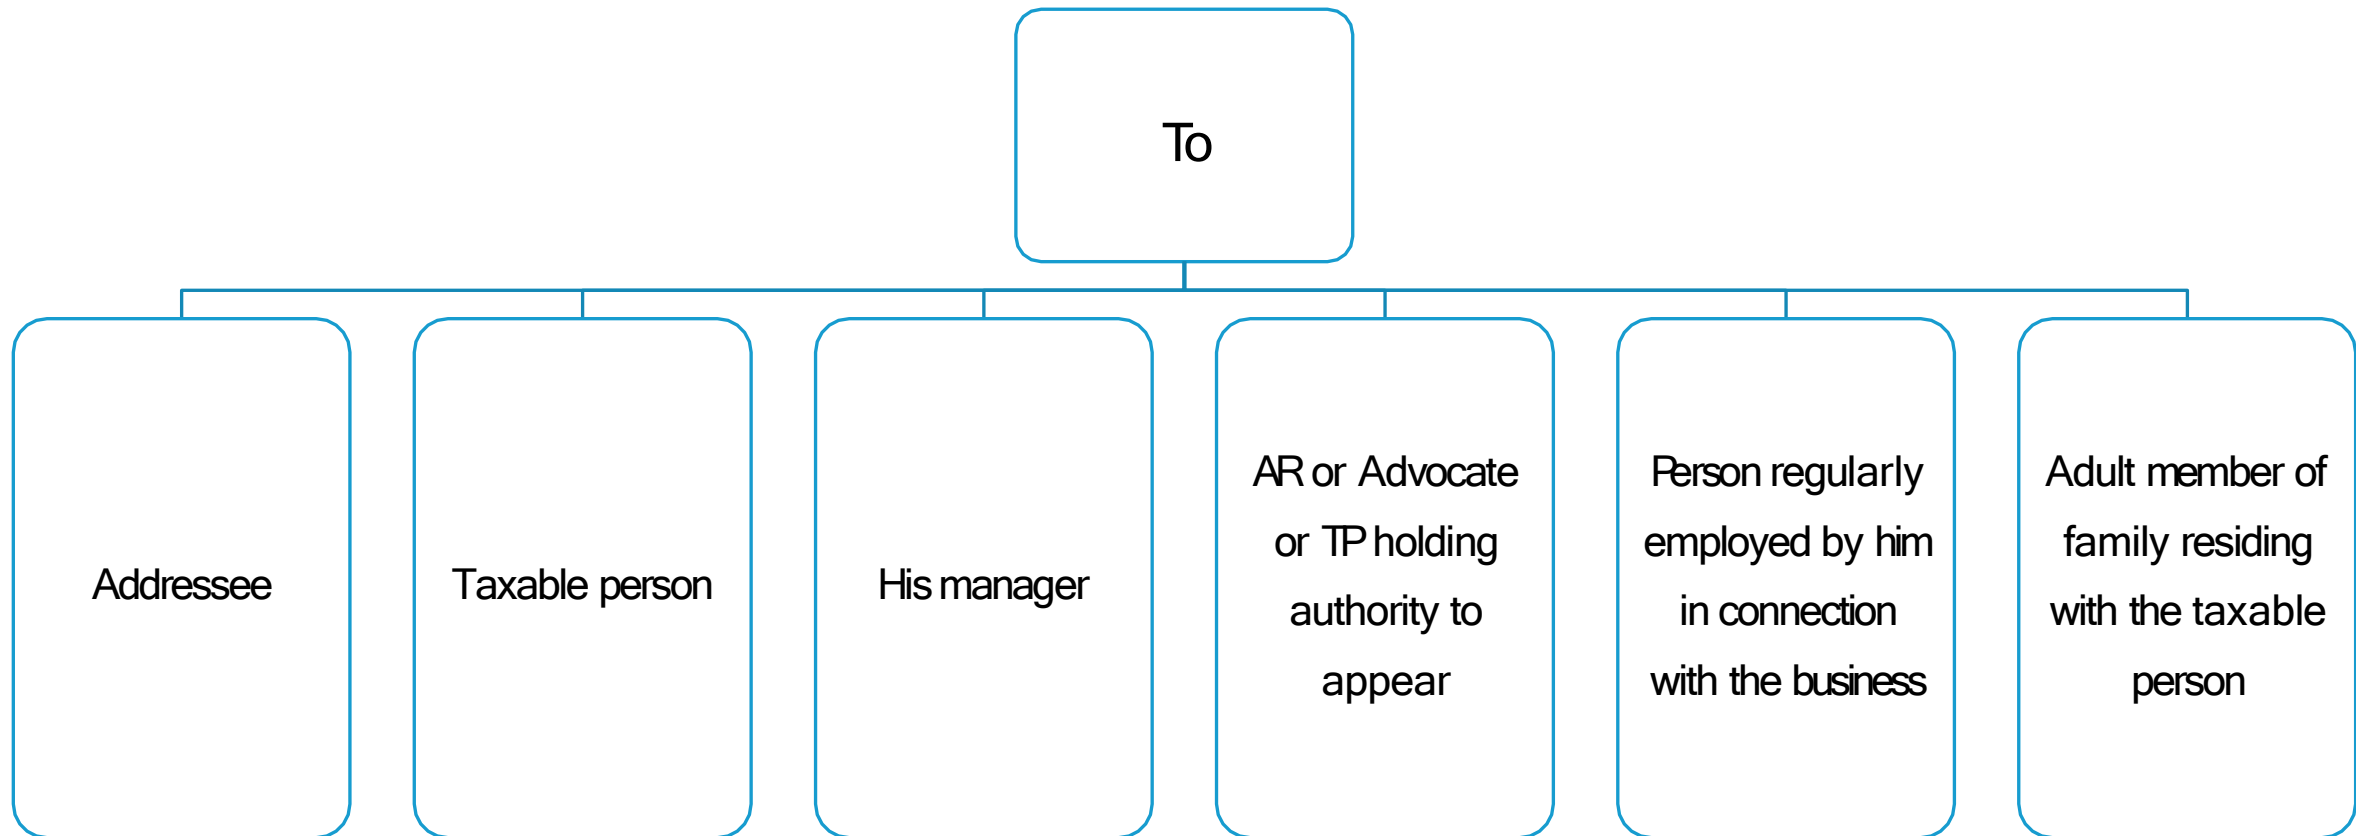 To
Addressee
Taxable person
His manager
AR or Advocate
or TP holding
authority to
appear
Person regularly
employed by him
in connection
with the business
Adult member of
family residing
with the taxable
person